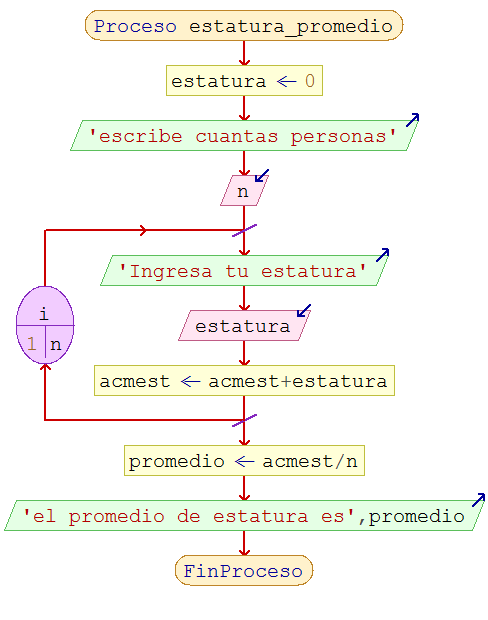 Proceso estatura_promedio
estatura ← 0
'escribe cuantas personas'
n
'Ingresa tu estatura'
i
1 n
estatura
acmest ← acmest+estatura
promedio ← acmest/n
'el promedio de estatura es',promedio
FinProceso